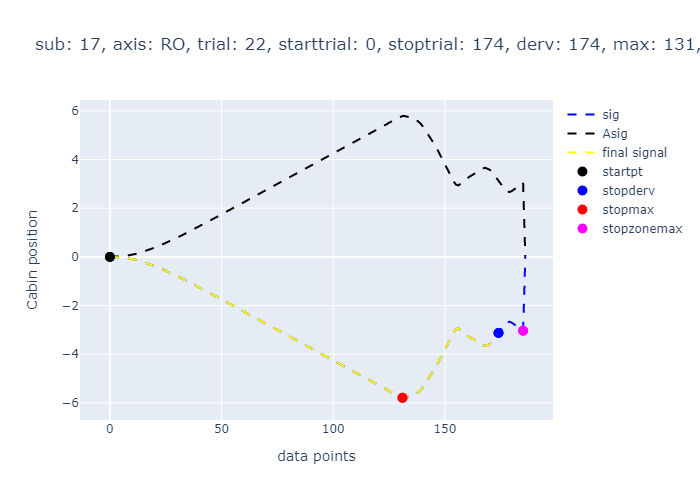 sub: 17, axis: RO, trial: 22, starttrial: 0, stoptrial: 174, derv: 174, max: 131,
sig
Asig
final signal
startpt
stopderv
stopmax
stopzonemax
Cabin position
6
4
2
0
−2
−4
−6
0
50
100
150
data points